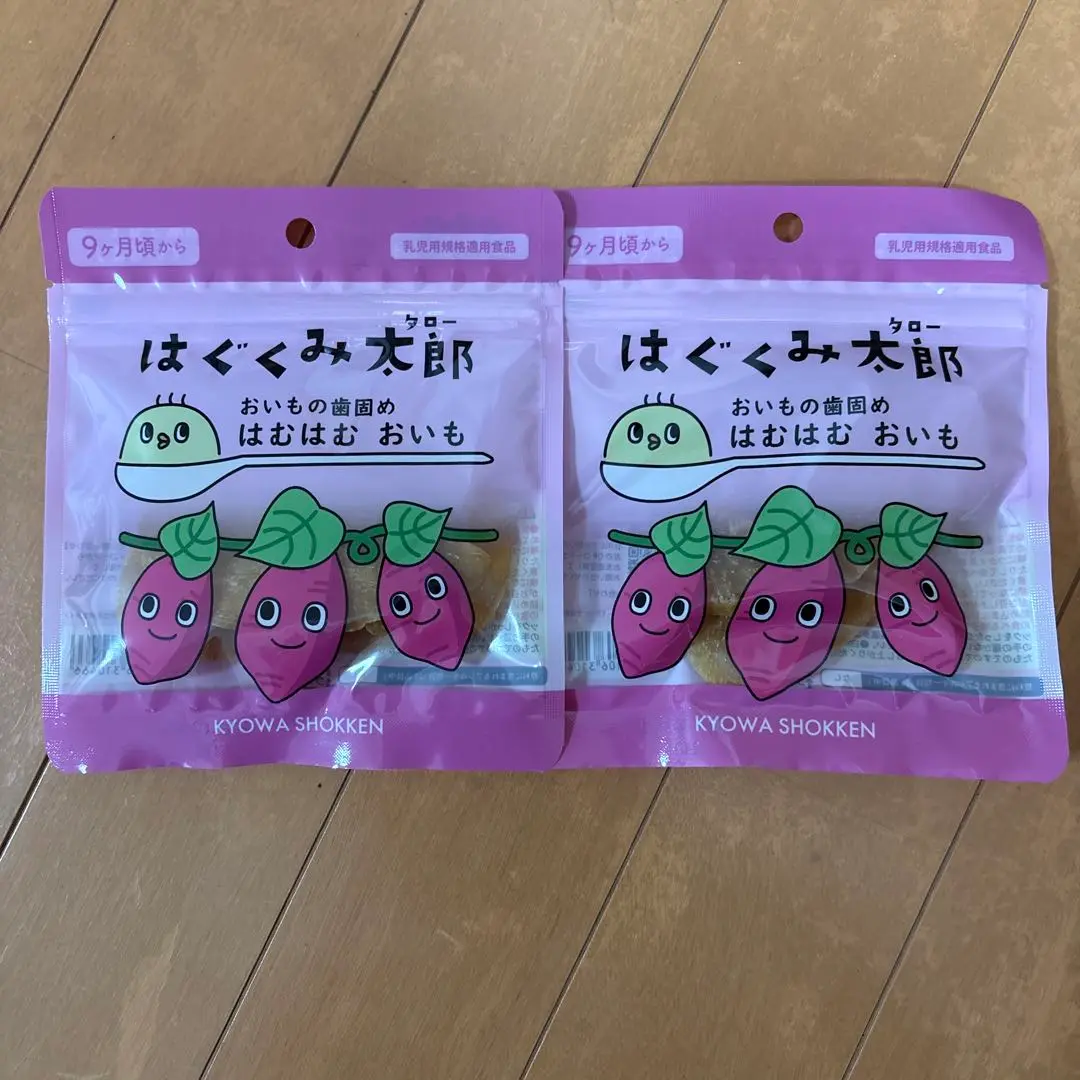 9ヶ月頃から
乳児用規格適用食品
タロー
はぐくみ太郎
おいもの歯固め
はむはむ おいも
KYOWA SHOKKEN
9ヶ月頃から
乳児用規格適用食品
タロー
はぐくみ太郎
おいもの歯固め
はむはむ おいも
KYOWA SHOKKEN